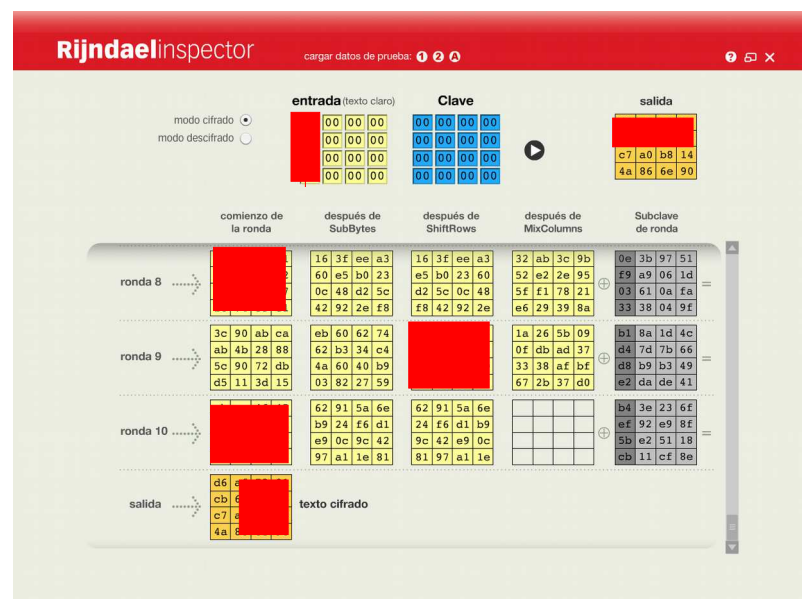 Rijndaelinspector cargar datos de prueba: 1 2 A ?
entrada (texto claro) Clave salida
modo cifrado
modo descifrado
00 00 00 00 00 00 00
00 00 00 00 00 00 00
00 00 00 00 00 00 00 c7 a0 b8 14
00 00 00 00 00 00 00 4a 86 6e 90
comienzo de la ronda después de SubBytes después de ShiftRows después de MixColumns Subclave de ronda
16 3f ee a3 16 3f ee a3 32 ab 3c 9b 0e 3b 97 51
60 e5 b0 23 e5 b0 23 60 52 e2 2e 95 f9 a9 06 1d
ronda 8 0c 48 d2 5c d2 5c 0c 48 5f f1 78 21 ⊕ 03 61 0a fa =
42 92 2e f8 f8 42 92 2e e6 29 39 8a 33 38 04 9f
3c 90 ab ca eb 60 62 74 1a 26 5b 09 b1 8a 1d 4c
ab 4b 28 88 62 b3 34 c4 0f db ad 37 d4 7d 7b 66
ronda 9 5c 90 72 db 4a 60 40 b9 33 38 af bf ⊕ d8 b9 b3 49 =
d5 11 3d 15 03 82 27 59 67 2b 37 d0 e2 da de 41
62 91 5a 6e 62 91 5a 6e b4 3e 23 6f
b9 24 f6 d1 24 f6 d1 b9 ef 92 e9 8f
ronda 10 e9 0c 9c 42 9c 42 e9 0c ⊕ 5b e2 51 18 =
97 a1 1e 81 81 97 a1 1e cb 11 cf 8e
d6
cb
salida c7 texto cifrado
4a